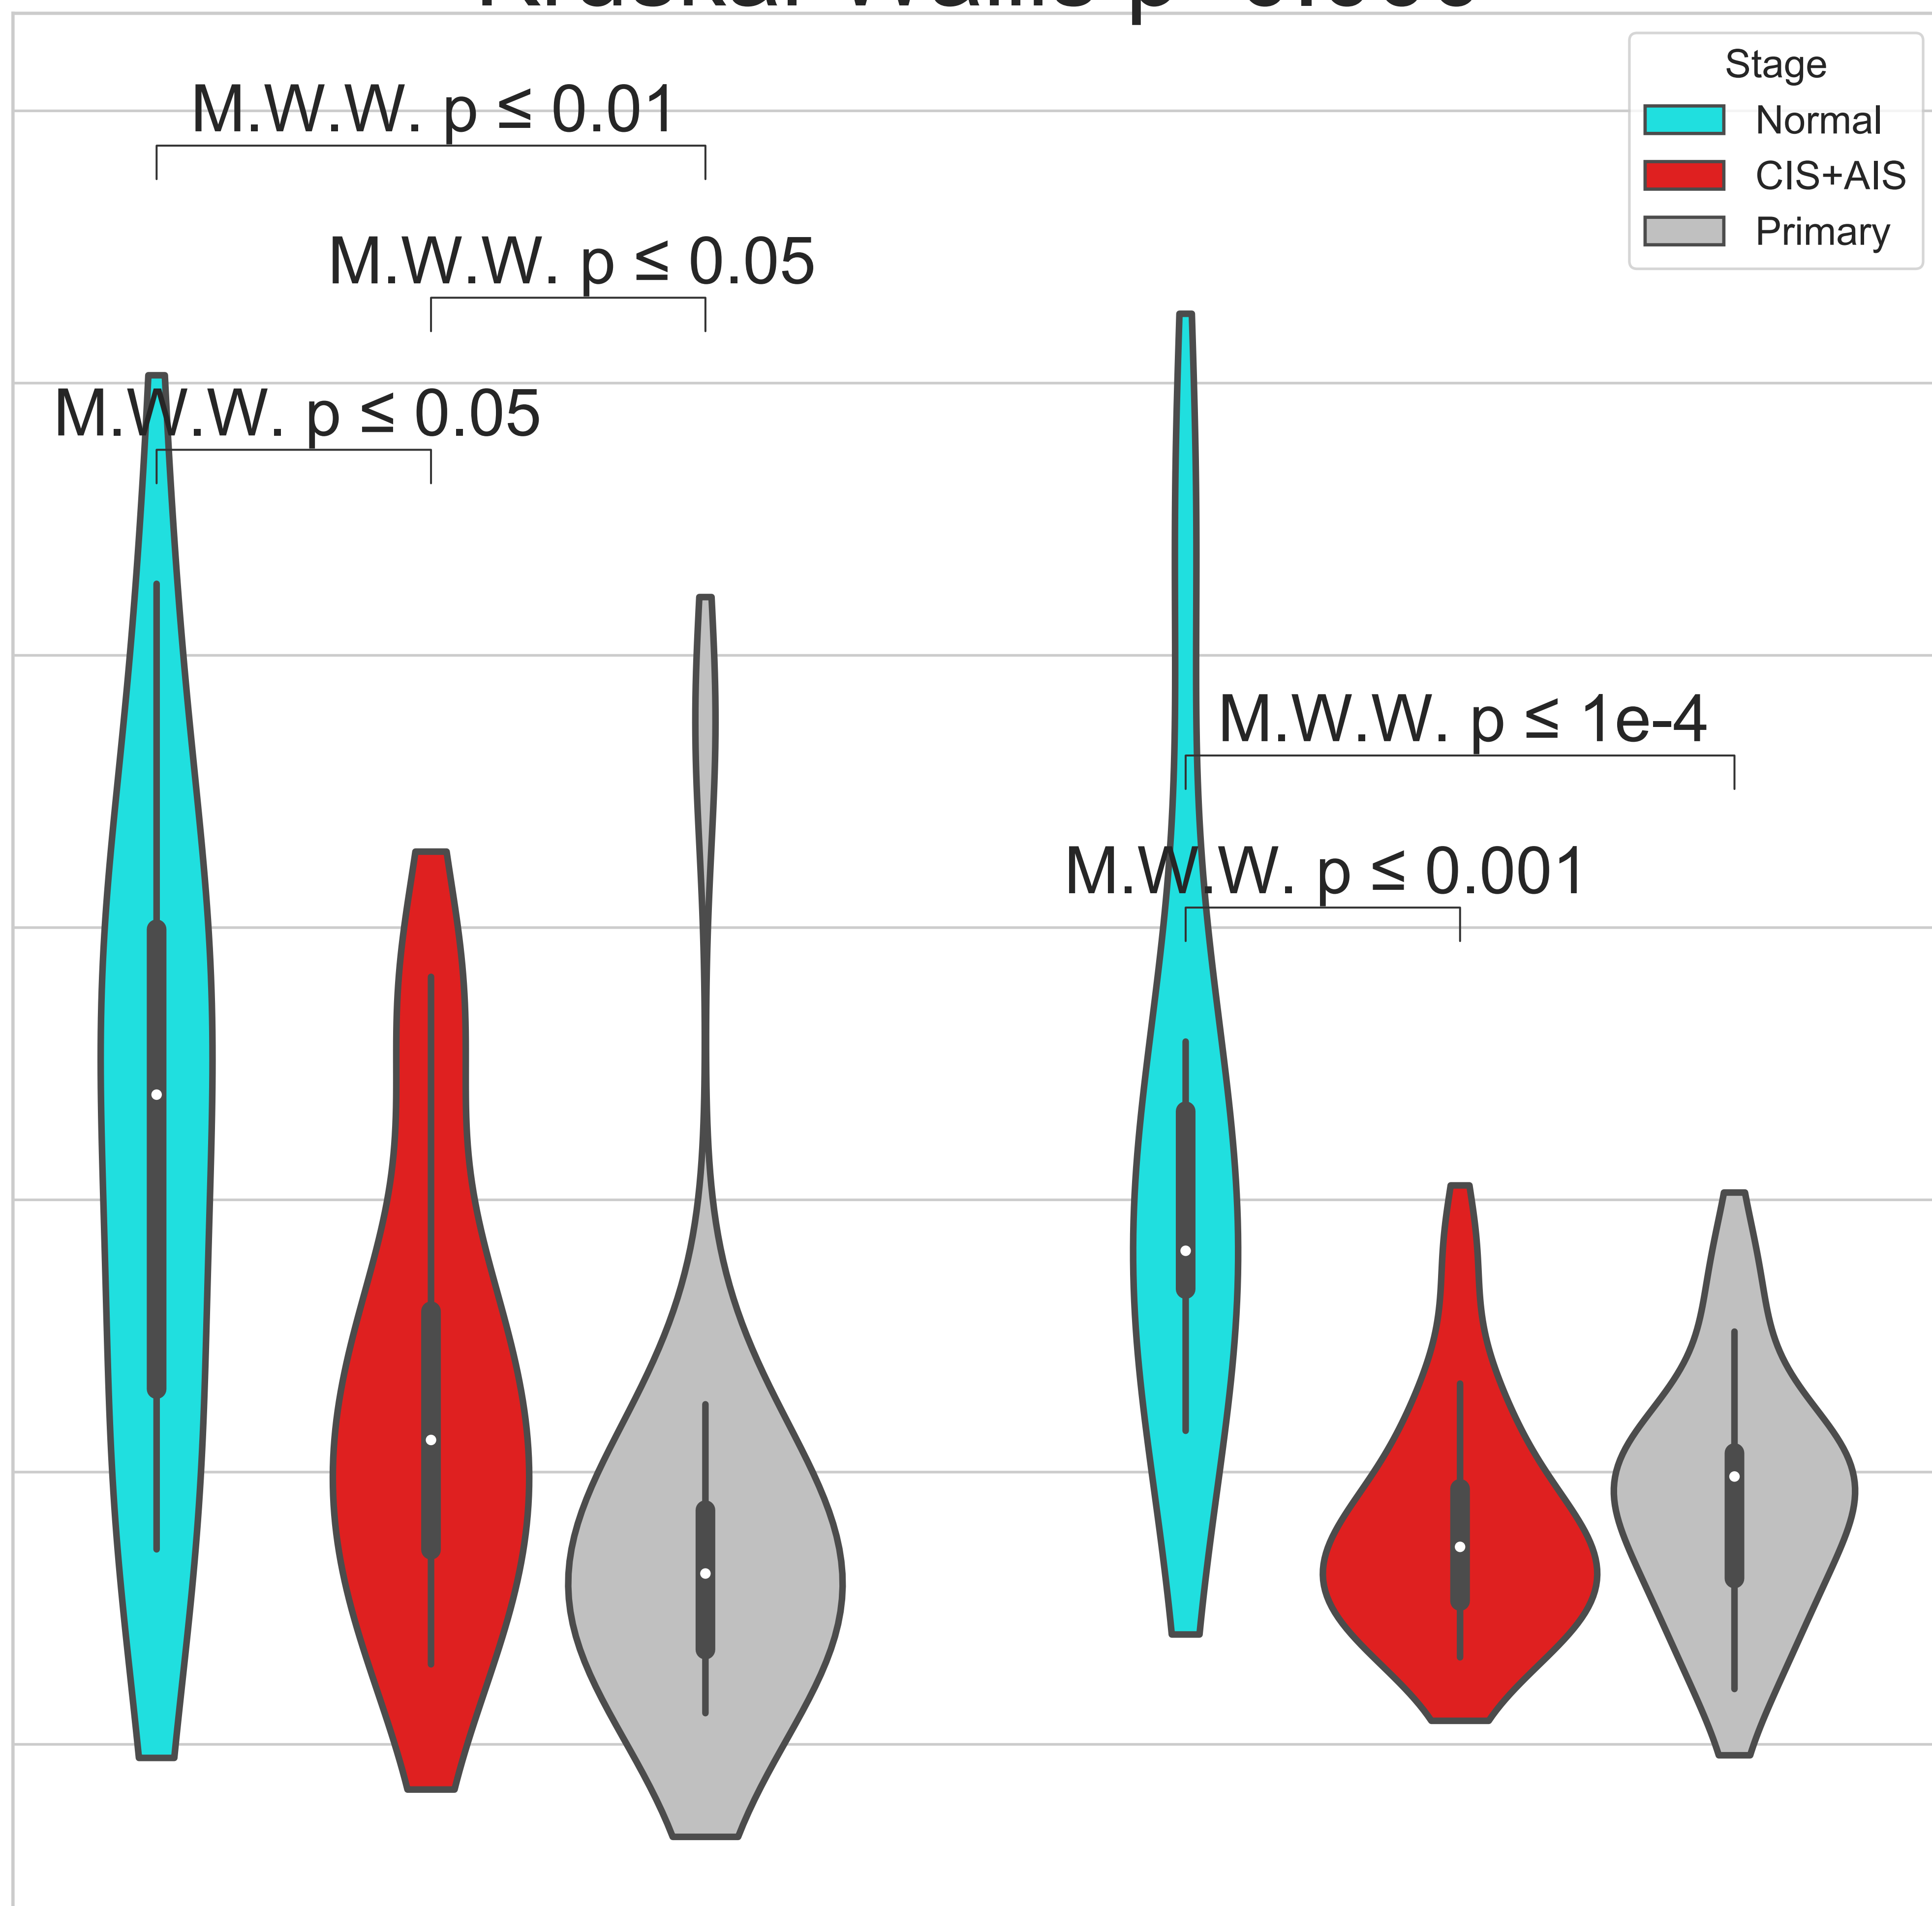 Stage
Normal
CIS+AIS
Primary
M.W.W. p ≤ 0.01
M.W.W. p ≤ 0.05
M.W.W. p ≤ 0.05
M.W.W. p ≤ 1e-4
M.W.W. p ≤ 0.001